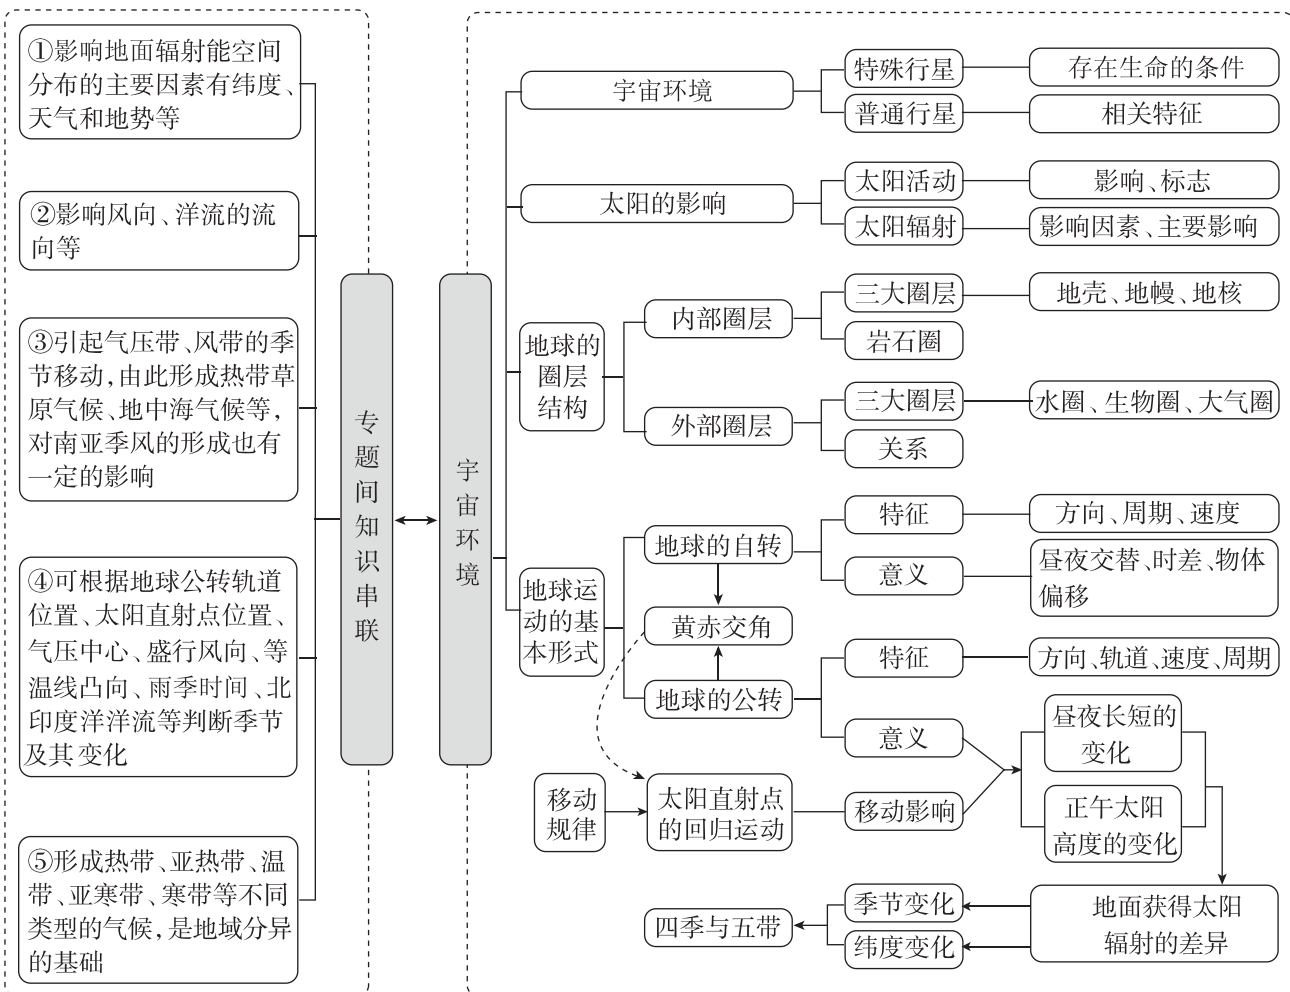 ①影响地面辐射能空间
分布的主要因素有纬度、
天气和地势等
②影响风向、洋流的流
向等
③引起气压带、风带的季
节移动,由此形成热带草
原气候、地中海气候等,
对南亚季风的形成也有
一定的影响
④可根据地球公转轨道
位置、太阳直射点位置、
气压中心、盛行风向、等
温线凸向、雨季时间、北
印度洋洋流等判断季节
及其变化
⑤形成热带、亚热带、温
带、亚寒带、寒带等不同
类型的气候,是地域分异
的基础
专题间知识串联
宇宙环境
宇宙环境
特殊行星
存在生命的条件
普通行星
相关特征
太阳的影响
太阳活动
影响、标志
太阳辐射
影响因素、主要影响
地球的
圈层
结构
内部圈层
三大圈层
地壳、地幔、地核
岩石圈
外部圈层
三大圈层
水圈、生物圈、大气圈
关系
地球运
动的基
本形式
地球的自转
特征
方向、周期、速度
意义
昼夜交替、时差、物体
偏移
黄赤交角
地球的公转
特征
方向、轨道、速度、周期
意义
昼夜长短的
变化
移动
规律
太阳直射点
的回归运动
移动影响
正午太阳
高度的变化
地面获得太阳
辐射的差异
季节变化
纬度变化
四季与五带